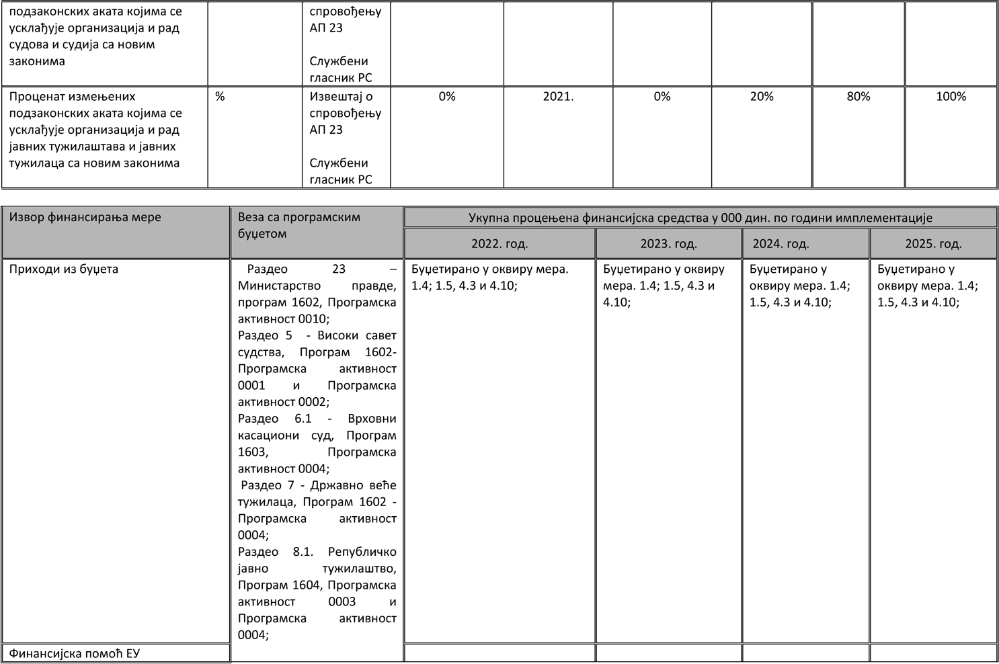 подзаконских аката којима се
усклађује организација и рад
судова и судија са новим
законима
спровођењу
АП 23
Службени
гласник РС
Проценат измењених
подзаконских аката којима се
усклађује организација и рад
јавних тужилаштава и јавних
тужилаца са новим законима
%
Извештај о
спровођењу
АП 23
Службени
гласник РС
0%
2021.
0%
20%
80%
100%
Извор финансирања мере
Веза са програмским
буџетом
Укупна процењена финансијска средства у 000 дин. по години имплементације
2022. год.
2023. год.
2024. год.
2025. год.
Приходи из буџета
Раздео 23 –
Министарство правде,
програм 1602, Програмска
активност 0010;
Раздео 5 - Високи савет
судства, Програм 1602-
Програмска активност
0001 и Програмска
активност 0002;
Раздео 6.1 - Врховни
касациони суд, Програм
1603, Програмска
активност 0004;
Раздео 7 - Државно веће
тужилаца, Програм 1602 -
Програмска активност
0004;
Раздео 8.1. Републичко
јавно тужилаштво,
Програм 1604, Програмска
активност 0003 и
Програмска активност
0004;
Буџетирано у оквиру мера.
1.4; 1.5, 4.3 и 4.10;
Буџетирано у оквиру
мера. 1.4; 1.5, 4.3 и
4.10;
Буџетирано у
оквиру мера. 1.4;
1.5, 4.3 и 4.10;
Буџетирано у
оквиру мера. 1.4;
1.5, 4.3 и 4.10;
Финансијска помоћ ЕУ